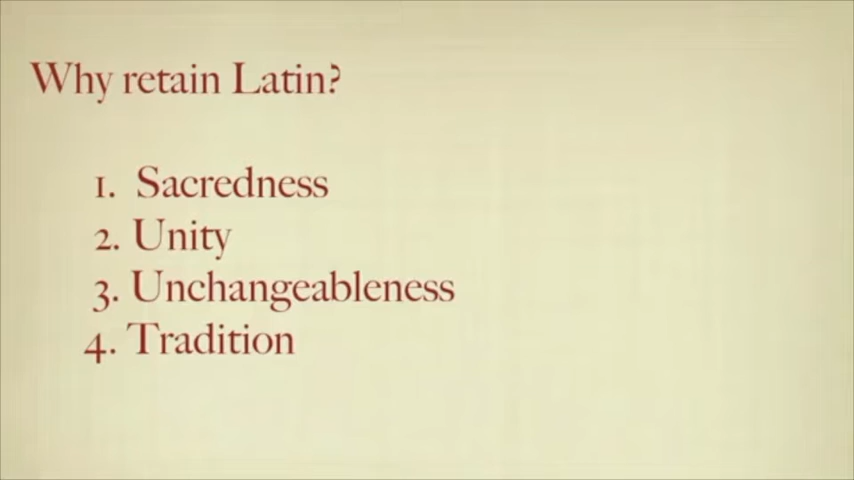 Why retain Latin?
1. Sacredness
2. Unity
3. Unchangeableness
4. Tradition